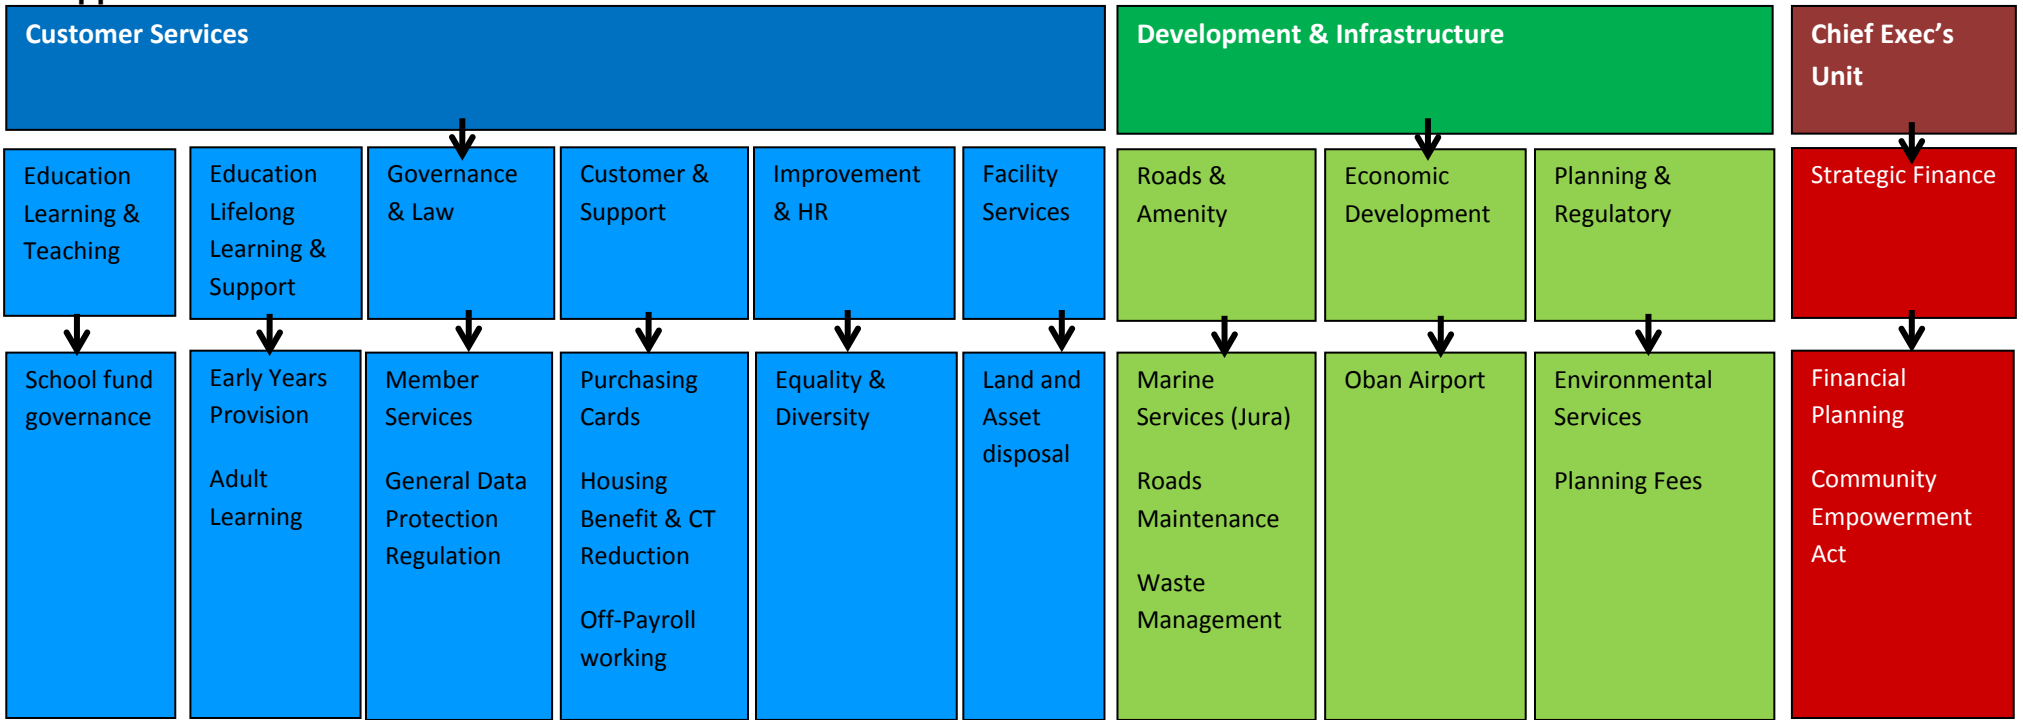 Customer Services
Development & Infrastructure
Chief Exec's
Unit
Education
Learning &
Teaching
Education
Lifelong
Learning &
Support
Governance
& Law
Customer &
Support
Improvement
& HR
Facility
Services
Roads &
Amenity
Economic
Development
Planning &
Regulatory
Strategic Finance
School fund
governance
Early Years
Provision
Adult
Learning
Member
Services
General Data
Protection
Regulation
Purchasing
Cards
Housing
Benefit & CT
Reduction
Off-Payroll
working
Equality &
Diversity
Land and
Asset
disposal
Marine
Services (Jura)
Roads
Maintenance
Waste
Management
Oban Airport
Environmental
Services
Planning Fees
Financial
Planning
Community
Empowerment
Act